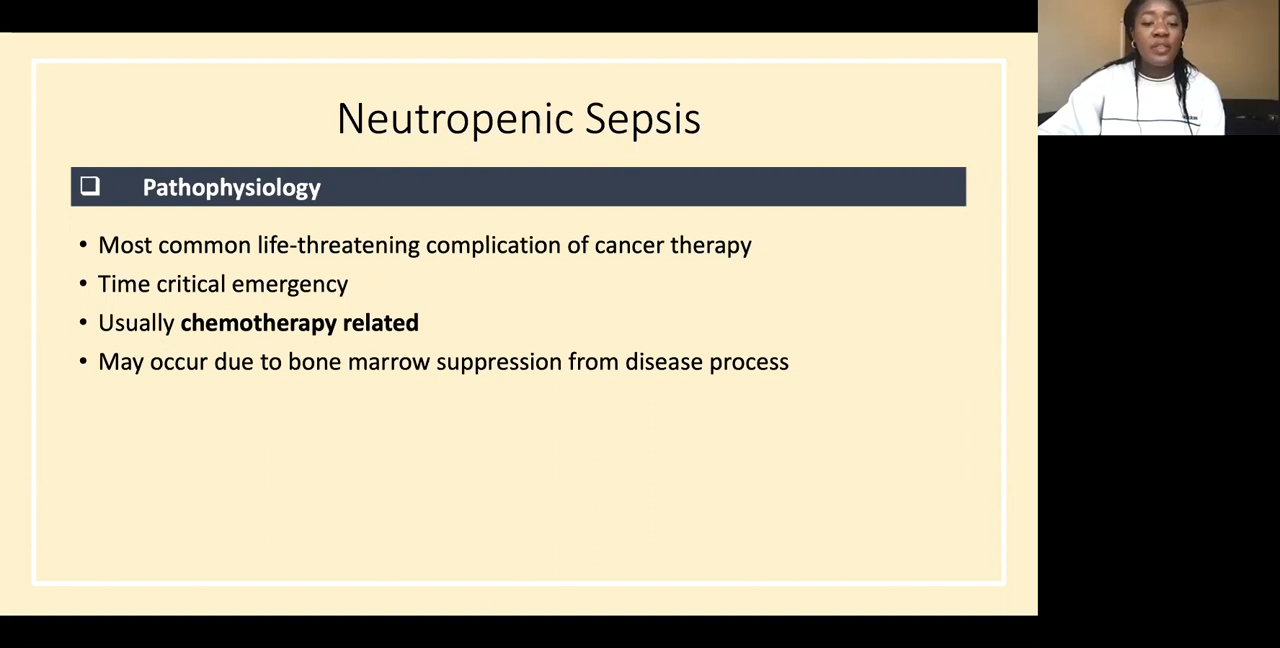 Neutropenic Sepsis
❑ Pathophysiology
• Most common life-threatening complication of cancer therapy
• Time critical emergency
• Usually chemotherapy related
• May occur due to bone marrow suppression from disease process